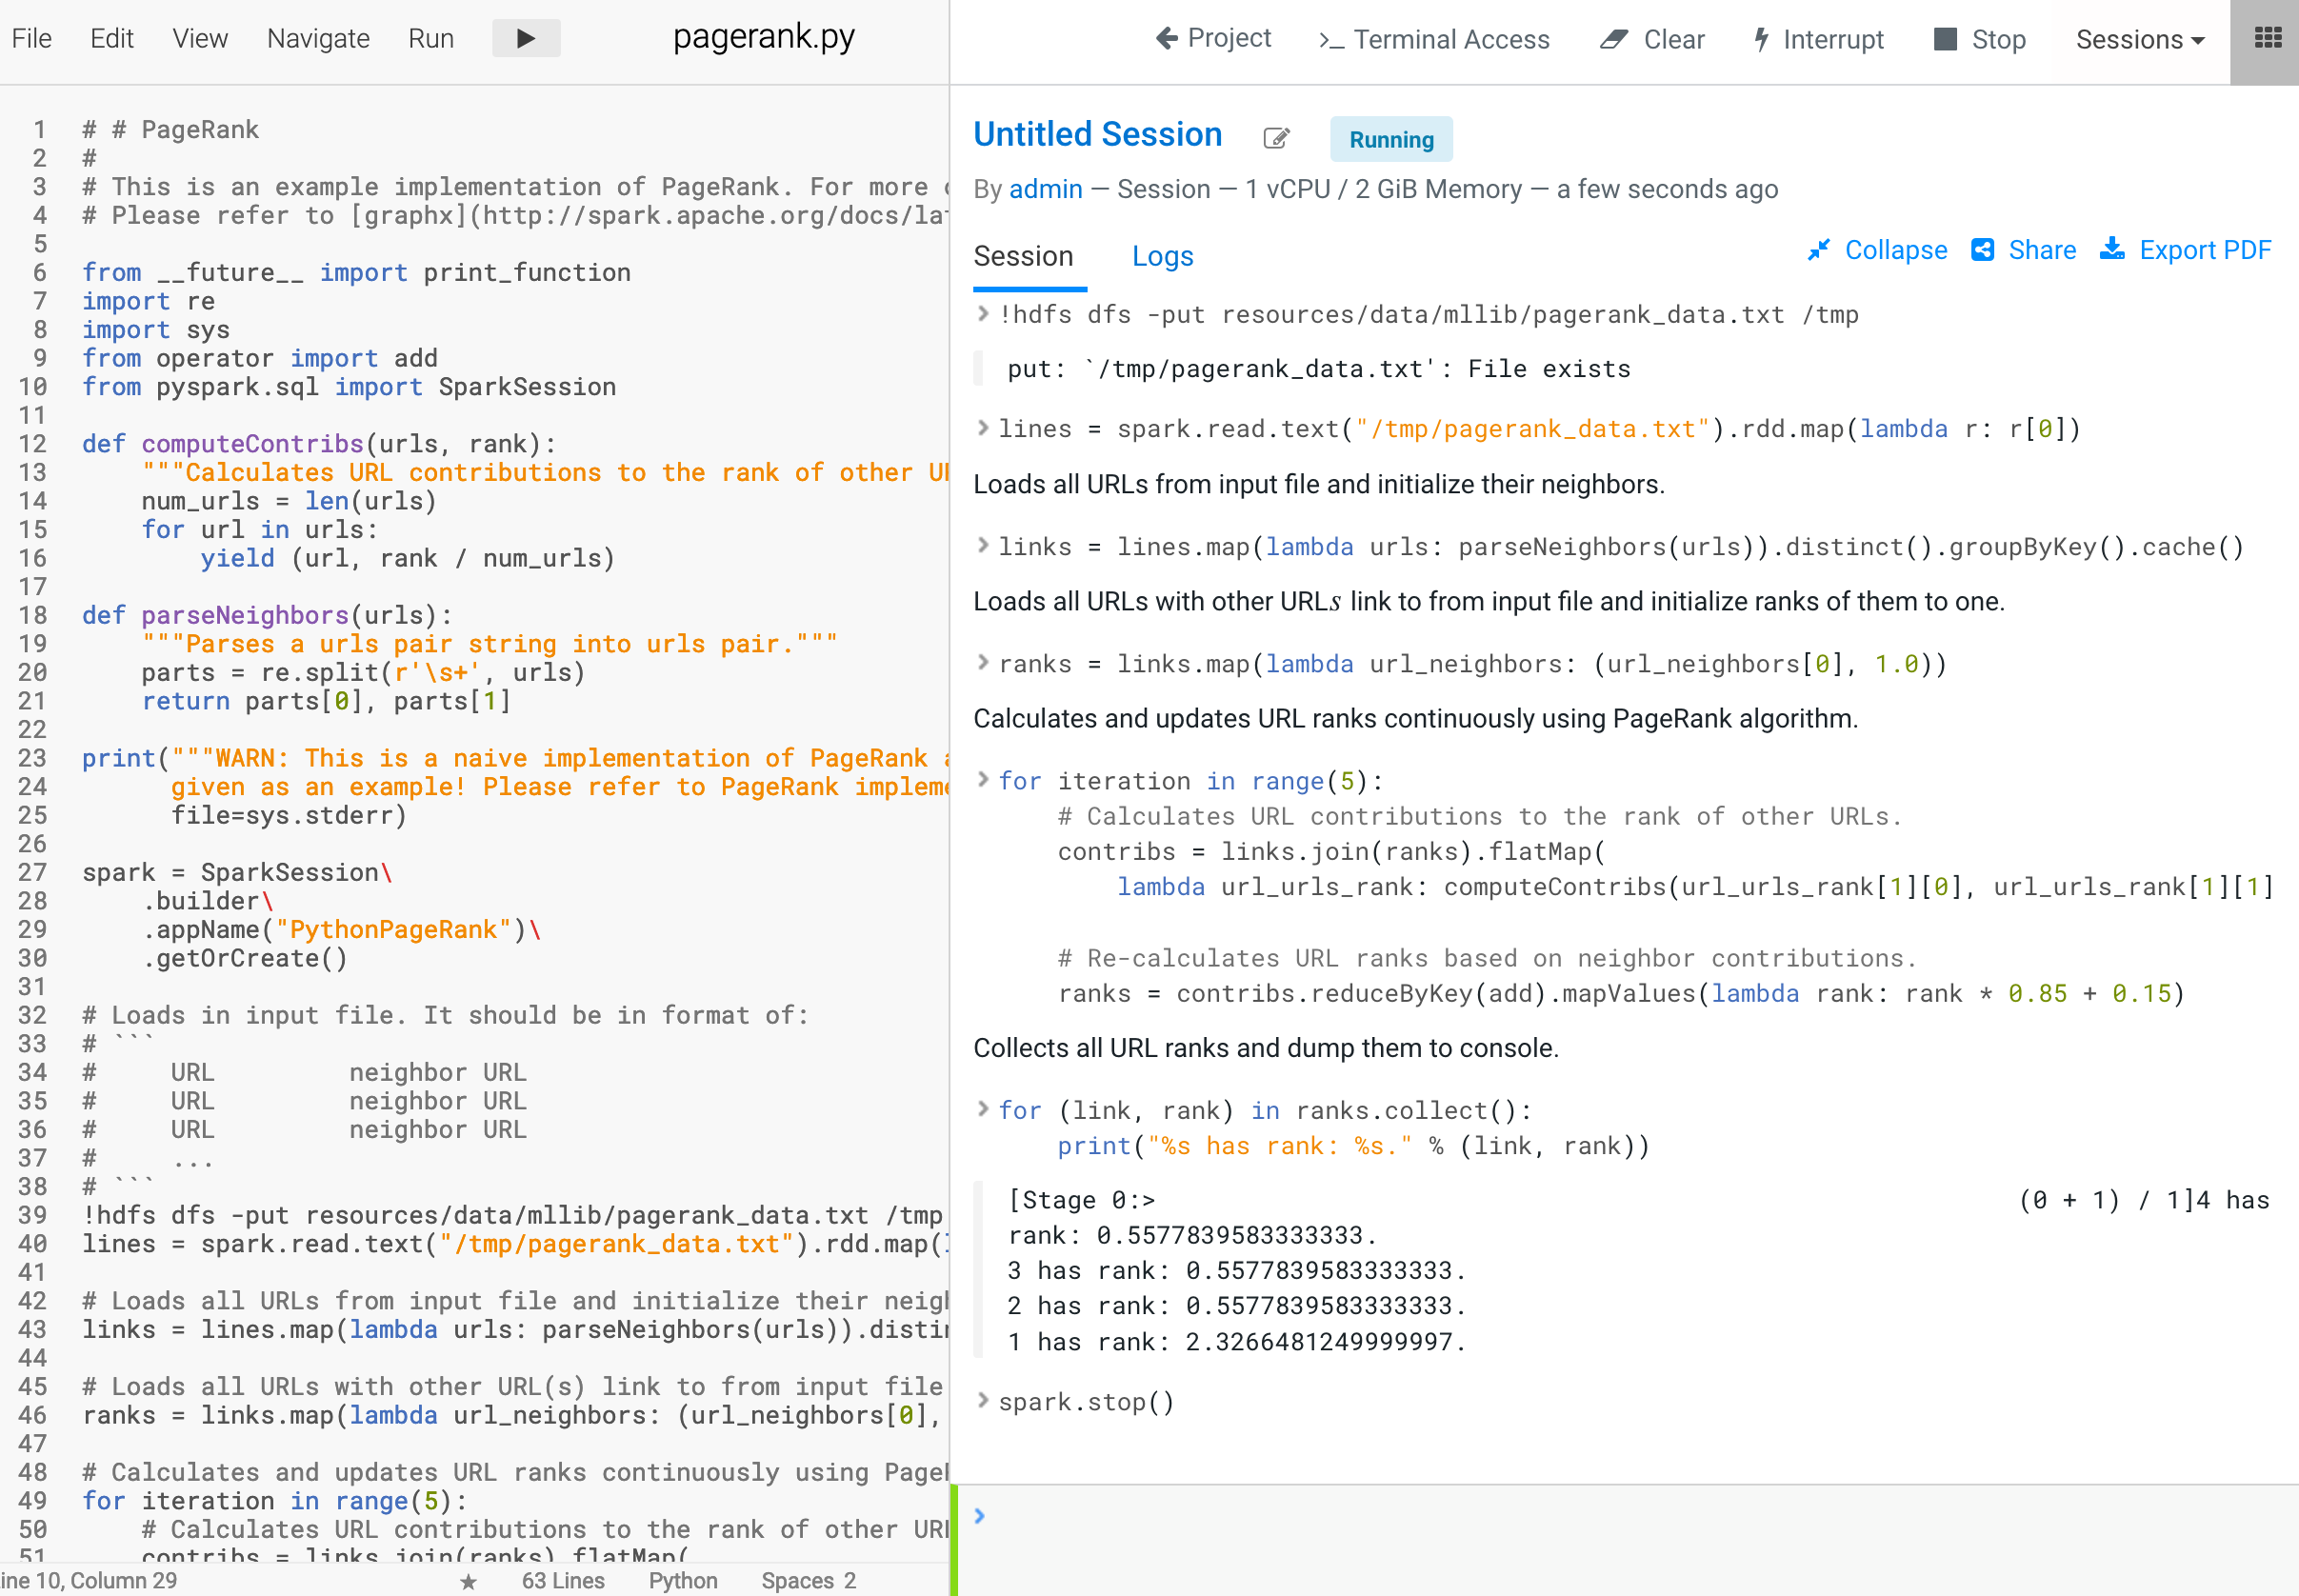 File Edit View Navigate Run pagerank.py
1 # # PageRank
2 #
3 # This is an example implementation of PageRank. For more
4 # Please refer to [graphx](http://spark.apache.org/docs/la
5
6 from __future__ import print_function
7 import re
8 import sys
9 from operator import add
10 from pyspark.sql import SparkSession
11
12 def computeContribs(urls, rank):
13 """Calculates URL contributions to the rank of other U
14 num_urls = len(urls)
15 for url in urls:
16 yield (url, rank / num_urls)
17
18 def parseNeighbors(urls):
19 """Parses a urls pair string into urls pair."""
20 parts = re.split(r'\s+', urls)
21 return parts[0], parts[1]
22
23 print("""WARN: This is a naive implementation of PageRank
24 given as an example! Please refer to PageRank implem
25 file=sys.stderr)
26
27 spark = SparkSession\
28 .builder\
29 .appName("PythonPageRank")\
30 .getOrCreate()
31
32 # Loads in input file. It should be in format of:
33 # ```
34 # URL neighbor URL
35 # URL neighbor URL
36 # URL neighbor URL
37 # ...
38 # ```
39 !hdfs dfs -put resources/data/mllib/pagerank_data.txt /tmp
40 lines = spark.read.text("/tmp/pagerank_data.txt").rdd.map(
41
42 # Loads all URLs from input file and initialize their neig
43 links = lines.map(lambda urls: parseNeighbors(urls)).disti
44
45 # Loads all URLs with other URL(s) link to from input file
46 ranks = links.map(lambda url_neighbors: (url_neighbors[0],
47
48 # Calculates and updates URL ranks continuously using Page
49 for iteration in range(5):
50 # Calculates URL contributions to the rank of other UR
51 contribs = links.join(ranks).flatMap(
ine 10, Column 29 ★ 63 Lines Python Spaces 2
Project >_ Terminal Access Clear Interrupt Stop Sessions
Untitled Session Running
By admin — Session — 1 vCPU / 2 GiB Memory — a few seconds ago
Session Logs Collapse Share Export PDF
!hdfs dfs -put resources/data/mllib/pagerank_data.txt /tmp
put: `/tmp/pagerank_data.txt': File exists
lines = spark.read.text("/tmp/pagerank_data.txt").rdd.map(lambda r: r[0])
Loads all URLs from input file and initialize their neighbors.
links = lines.map(lambda urls: parseNeighbors(urls)).distinct().groupByKey().cache()
Loads all URLs with other URLs link to from input file and initialize ranks of them to one.
ranks = links.map(lambda url_neighbors: (url_neighbors[0], 1.0))
Calculates and updates URL ranks continuously using PageRank algorithm.
for iteration in range(5):
# Calculates URL contributions to the rank of other URLs.
contribs = links.join(ranks).flatMap(
lambda url_urls_rank: computeContribs(url_urls_rank[1][0], url_urls_rank[1][1]
# Re-calculates URL ranks based on neighbor contributions.
ranks = contribs.reduceByKey(add).mapValues(lambda rank: rank * 0.85 + 0.15)
Collects all URL ranks and dump them to console.
for (link, rank) in ranks.collect():
print("%s has rank: %s." % (link, rank))
[Stage 0:> (0 + 1) / 1]4 has
rank: 0.5577839583333333.
3 has rank: 0.5577839583333333.
2 has rank: 0.5577839583333333.
1 has rank: 2.3266481249999997.
spark.stop()